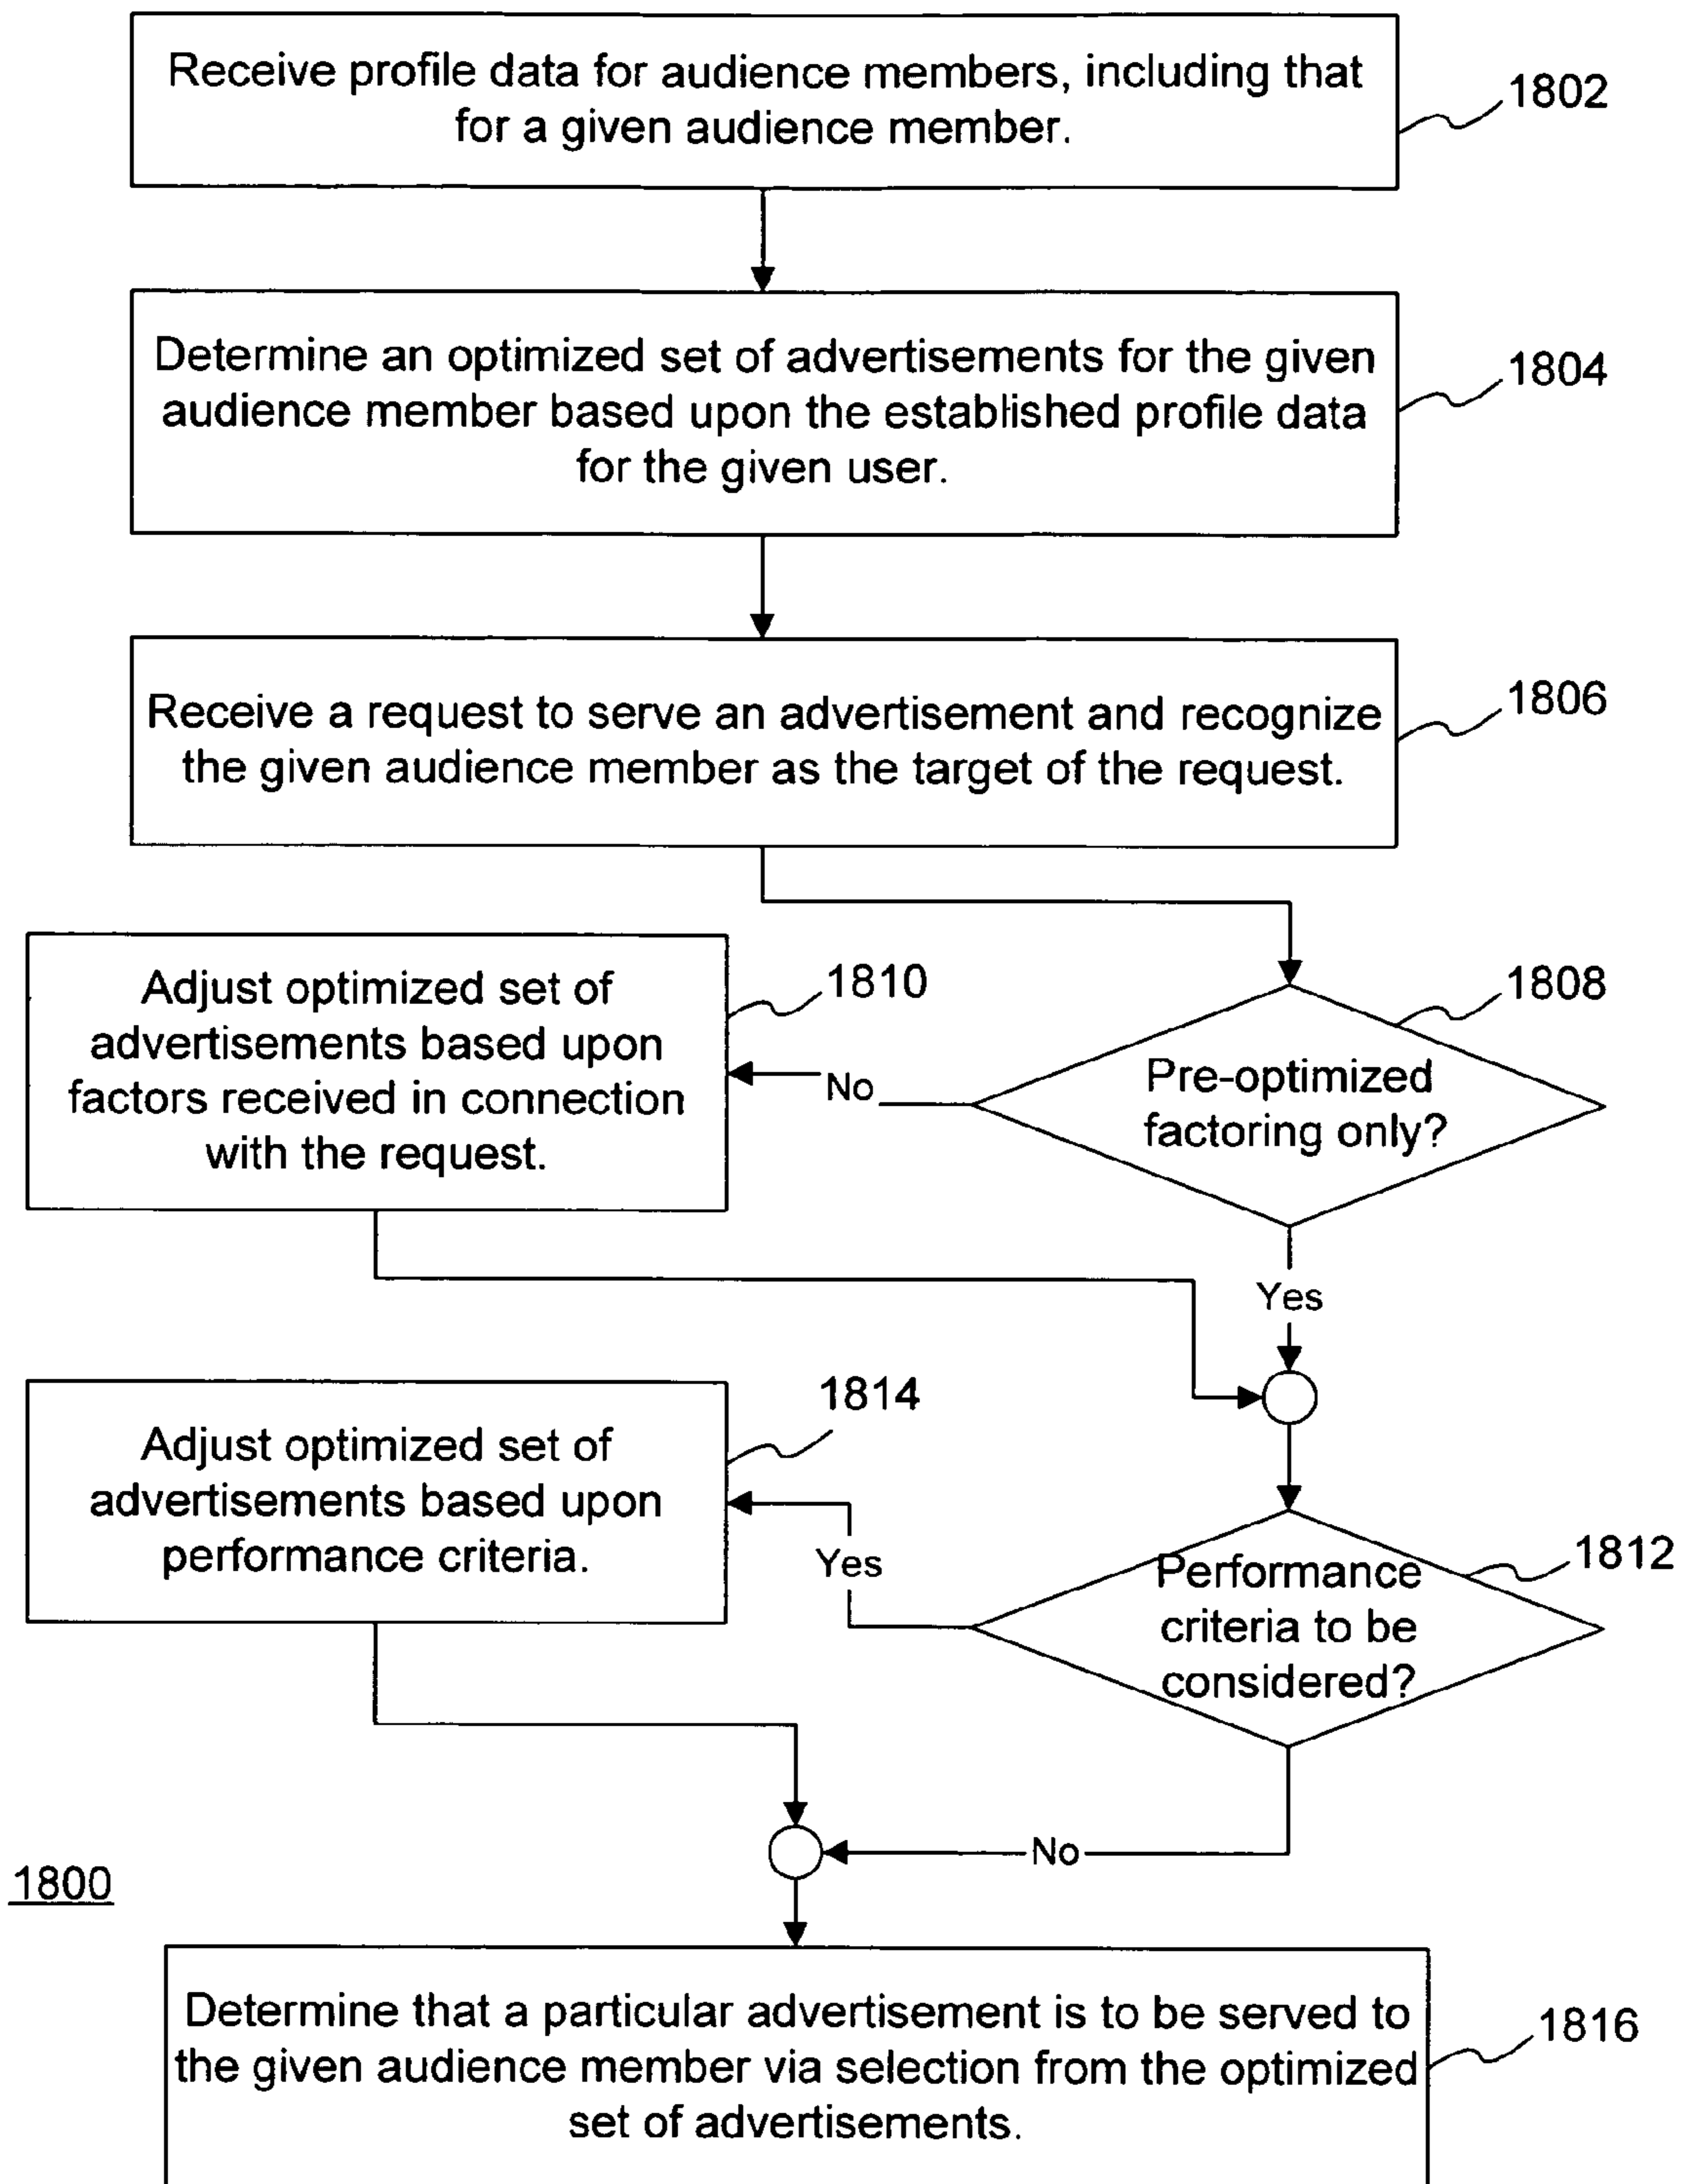 Receive profile data for audience members, including that
for a given audience member.
1802
Determine an optimized set of advertisements for the given
audience member based upon the established profile data
for the given user.
1804
Receive a request to serve an advertisement and recognize
the given audience member as the target of the request.
1806
Adjust optimized set of
advertisements based upon
factors received in connection
with the request.
1810
No
Pre-optimized
factoring only?
1808
Yes
Adjust optimized set of
advertisements based upon
performance criteria.
1814
Yes
Performance
criteria to be
considered?
1812
No
1800
Determine that a particular advertisement is to be served to
the given audience member via selection from the optimized
set of advertisements.
1816